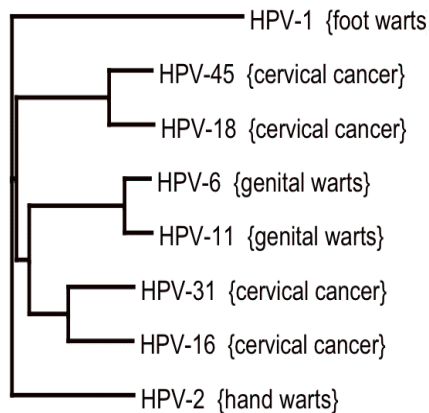 HPV-1 {foot warts
HPV-45 {cervical cancer}
HPV-18 {cervical cancer}
HPV-6 {genital warts}
HPV-11 {genital warts}
HPV-31 {cervical cancer}
HPV-16 {cervical cancer}
HPV-2 {hand warts}